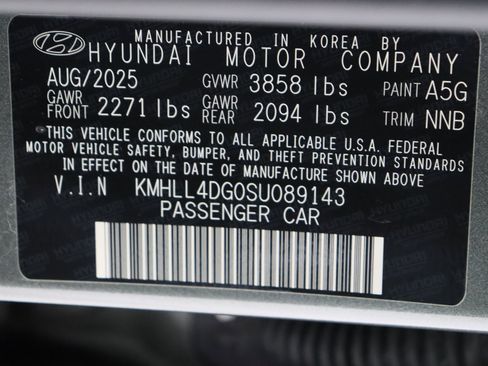 MANUFACTURED IN KOREA BY
HYUNDAI MOTOR COMPANY
AUG/2025 GVWR 3858 lbs PAINT A5G
GAWR FRONT 2271 lbs GAWR REAR 2094 lbs TRIM NNB
THIS VEHICLE CONFORMS TO ALL APPLICABLE U.S.A. FEDERAL
MOTOR VEHICLE SAFETY, BUMPER, AND THEFT PREVENTION STANDARDS
IN EFFECT ON THE DATE OF MANUFACTURE SHOWN ABOVE
V.I.N KMHLL4DG0SU089143
PASSENGER CAR